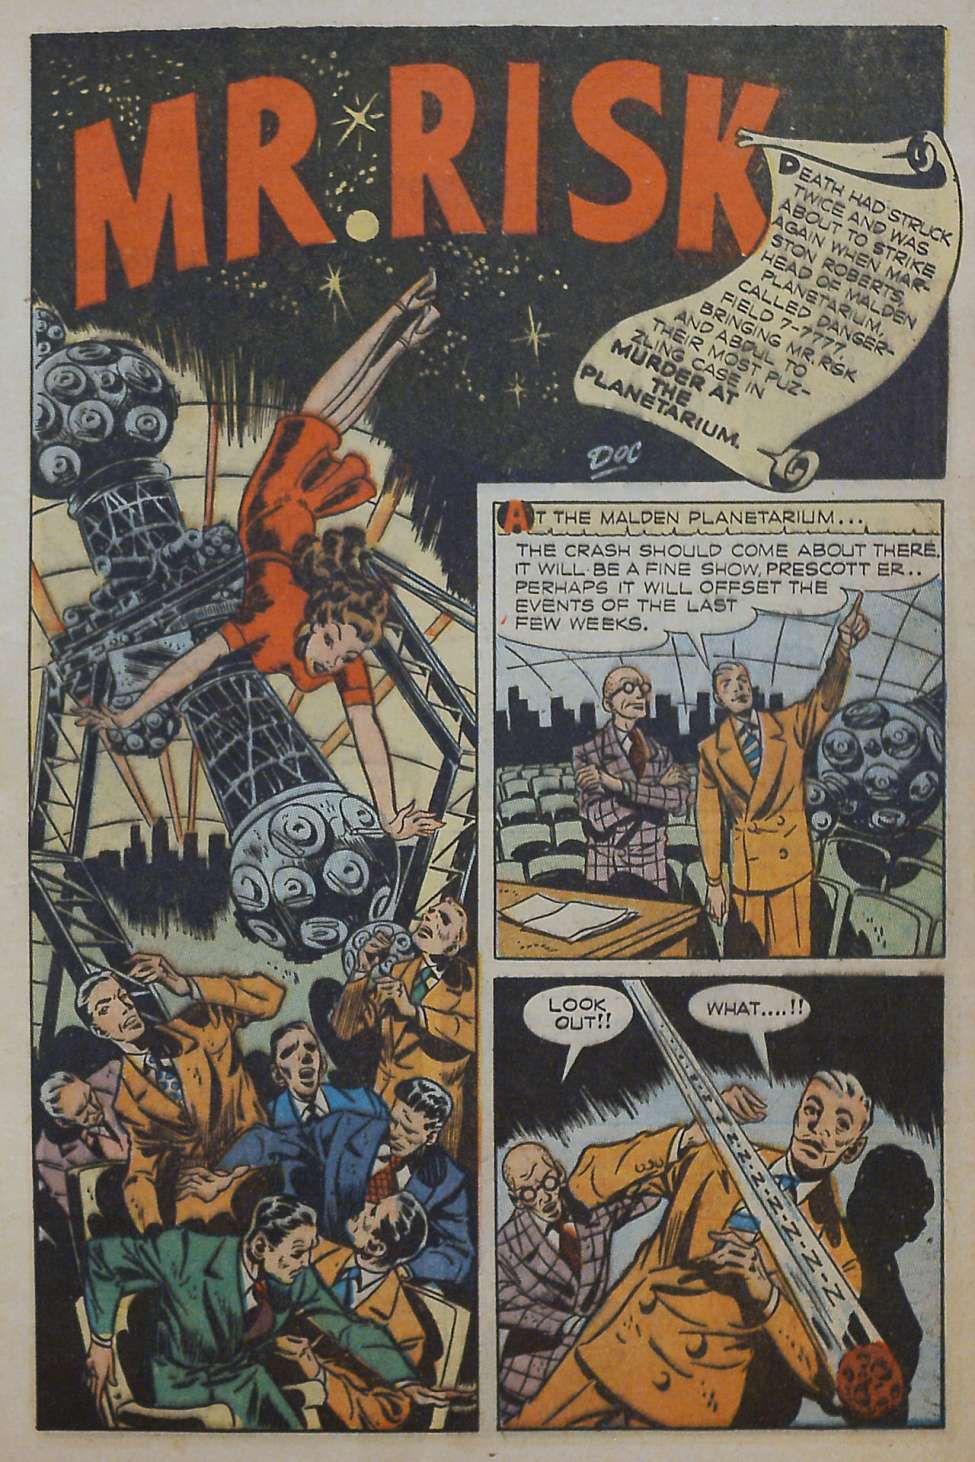 MR. RISK
DEATH HAD STRUCK
TWICE AND WAS
ABOUT TO STRIKE
AGAIN WHEN MAR-
STON ROBERTS,
HEAD OF MALDEN
PLANETARIUM,
CALLED DANGER-
FIELD 7-7777,
BRINGING MR. RISK
AND ABDUL TO
THEIR MOST PUZ-
ZLING CASE IN
MURDER AT
THE
PLANETARIUM.
DOC
AT THE MALDEN PLANETARIUM...
THE CRASH SHOULD COME ABOUT THERE.
IT WILL BE A FINE SHOW, PRESCOTT ER..
PERHAPS IT WILL OFFSET THE
EVENTS OF THE LAST
FEW WEEKS.
LOOK
OUT!!
WHAT....!!